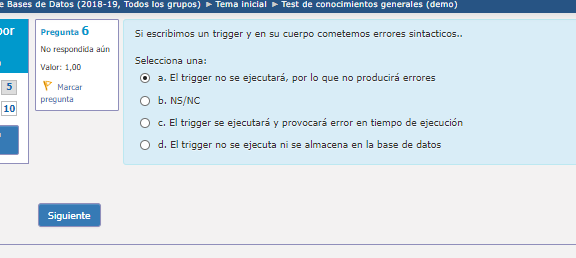 e Bases de Datos (2018-19, Todos los grupos) ► Tema inicial ► Test de conocimientos generales (demo)
or
Pregunta 6
No respondida aún
Valor: 1,00
Marcar
pregunta
5
10
Si escribimos un trigger y en su cuerpo cometemos errores sintacticos..
Selecciona una:
a. El trigger no se ejecutará, por lo que no producirá errores
b. NS/NC
c. El trigger se ejecutará y provocará error en tiempo de ejecución
d. El trigger no se ejecuta ni se almacena en la base de datos
Siguiente